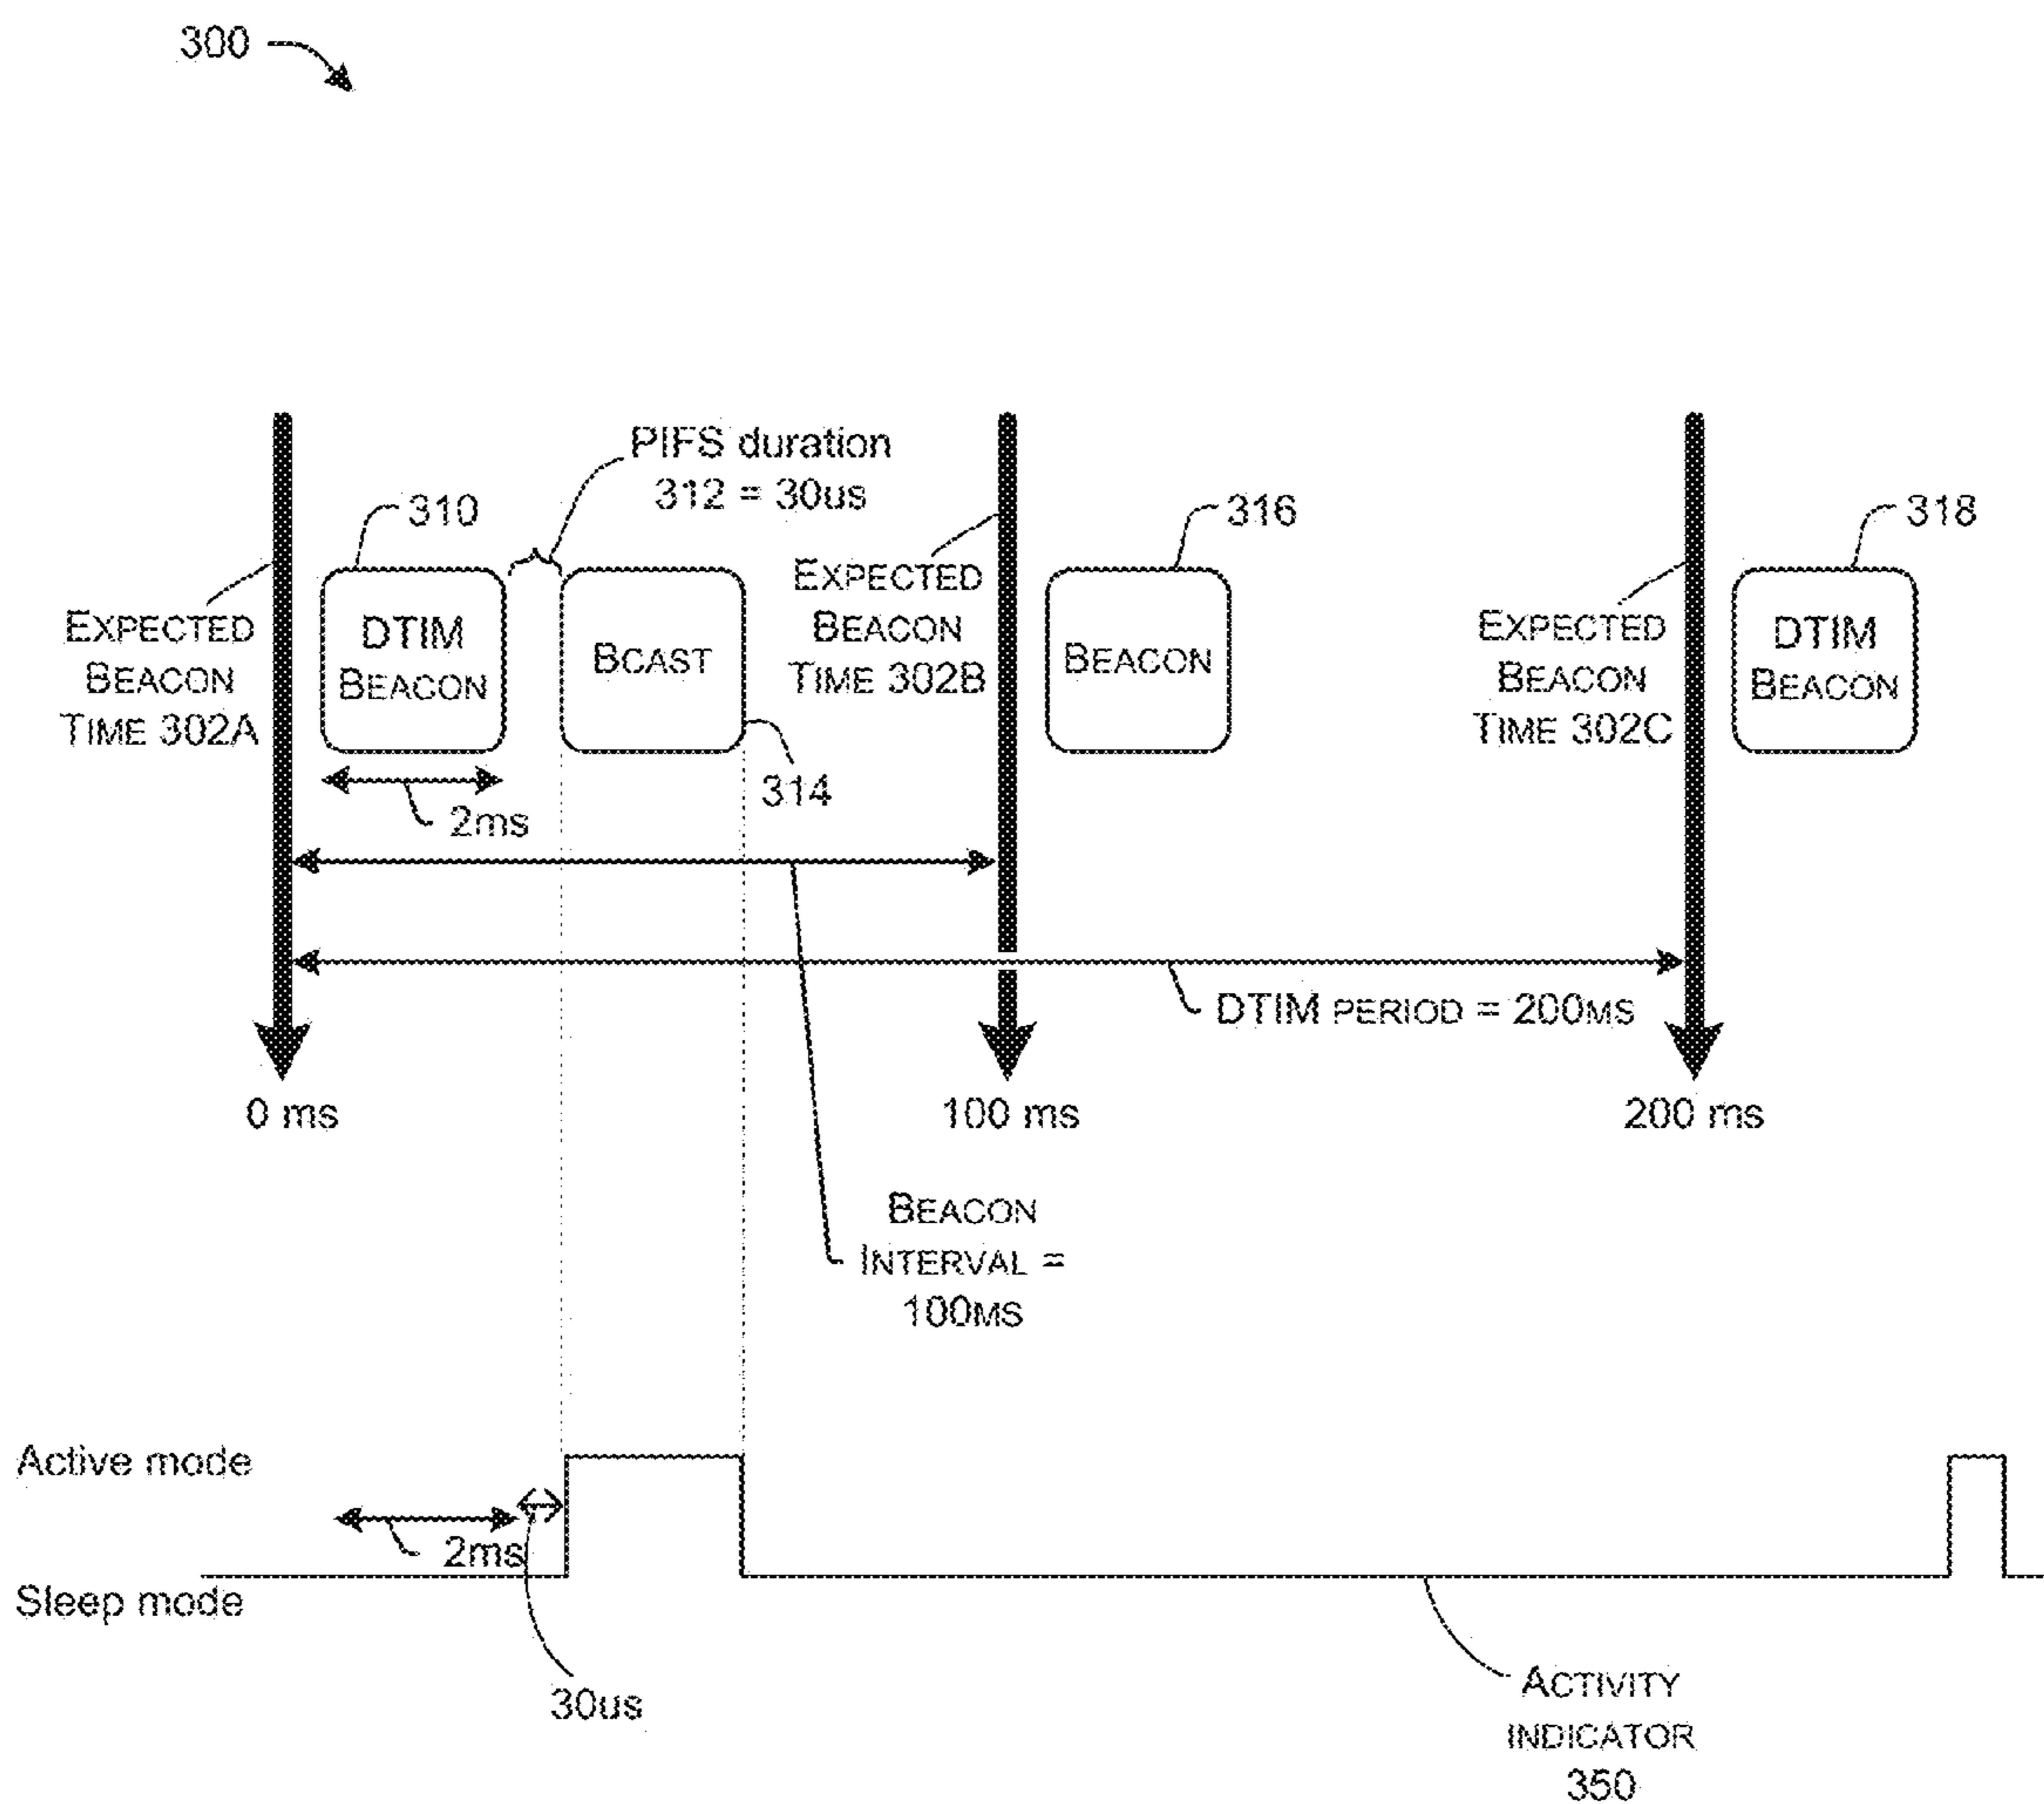 300
PIFS duration
312 = 30us
310
316
318
EXPECTED
BEACON
TIME 302A
DTIM
BEACON
BCAST
EXPECTED
BEACON
TIME 302B
BEACON
EXPECTED
BEACON
TIME 302C
DTIM
BEACON
314
2ms
DTIM PERIOD = 200MS
0 ms
100 ms
200 ms
BEACON
INTERVAL =
100MS
Active mode
2ms
Sleep mode
30us
ACTIVITY
INDICATOR
350